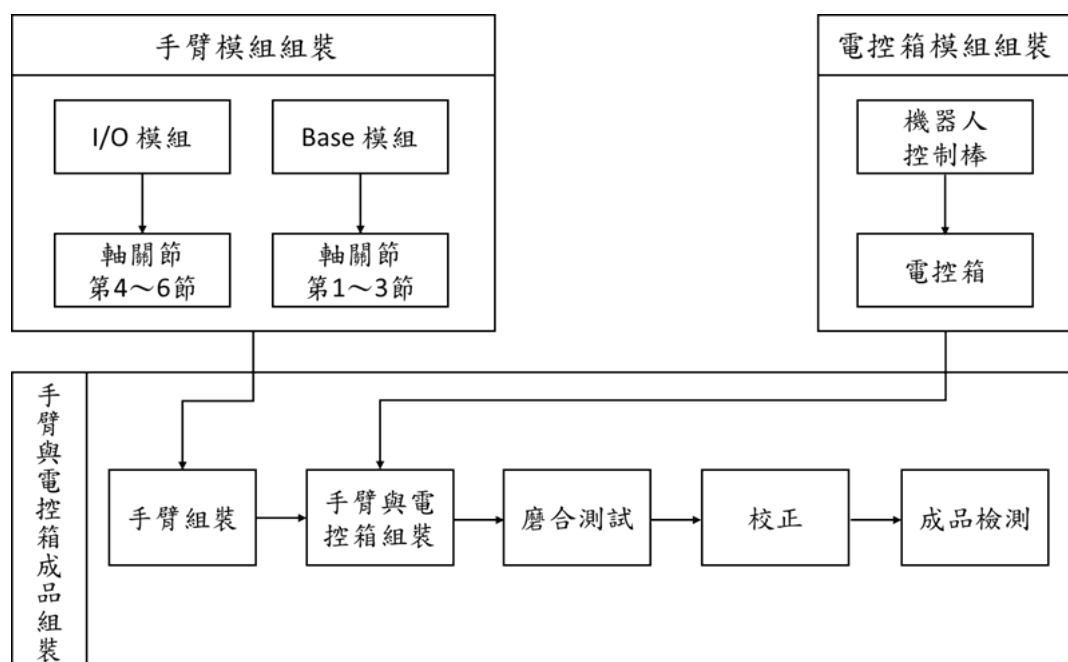 手臂模組組裝
I/O 模組
Base 模組
軸關節
第4～6節
軸關節
第1～3節
電控箱模組組裝
機器人
控制棒
電控箱
手臂與電控箱成品組裝
手臂組裝
手臂與電
控箱組裝
磨合測試
校正
成品檢測